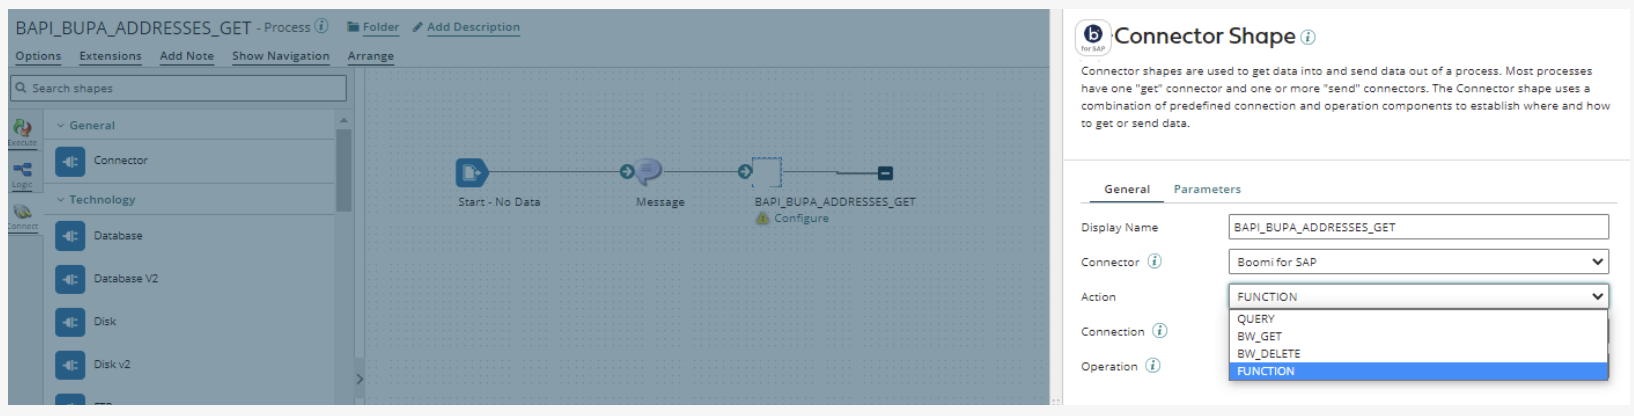 BAPI_BUPA_ADDRESSES_GET - Process Folder Add Description
Options Extensions Add Note Show Navigation Arrange
Search shapes
Execute
Logic
Connect
General
Connector
Technology
Database
Database V2
Disk
Disk v2
Start - No Data
Message
BAPI_BUPA_ADDRESSES_GET
Configure
b
for SAP
Connector Shape
Connector shapes are used to get data into and send data out of a process. Most processes
have one "get" connector and one or more "send" connectors. The Connector shape uses a
combination of predefined connection and operation components to establish where and how
to get or send data.
General Parameters
Display Name BAPI_BUPA_ADDRESSES_GET
Connector Boomi for SAP
Action FUNCTION
QUERY
Connection BW_GET
BW_DELETE
Operation FUNCTION